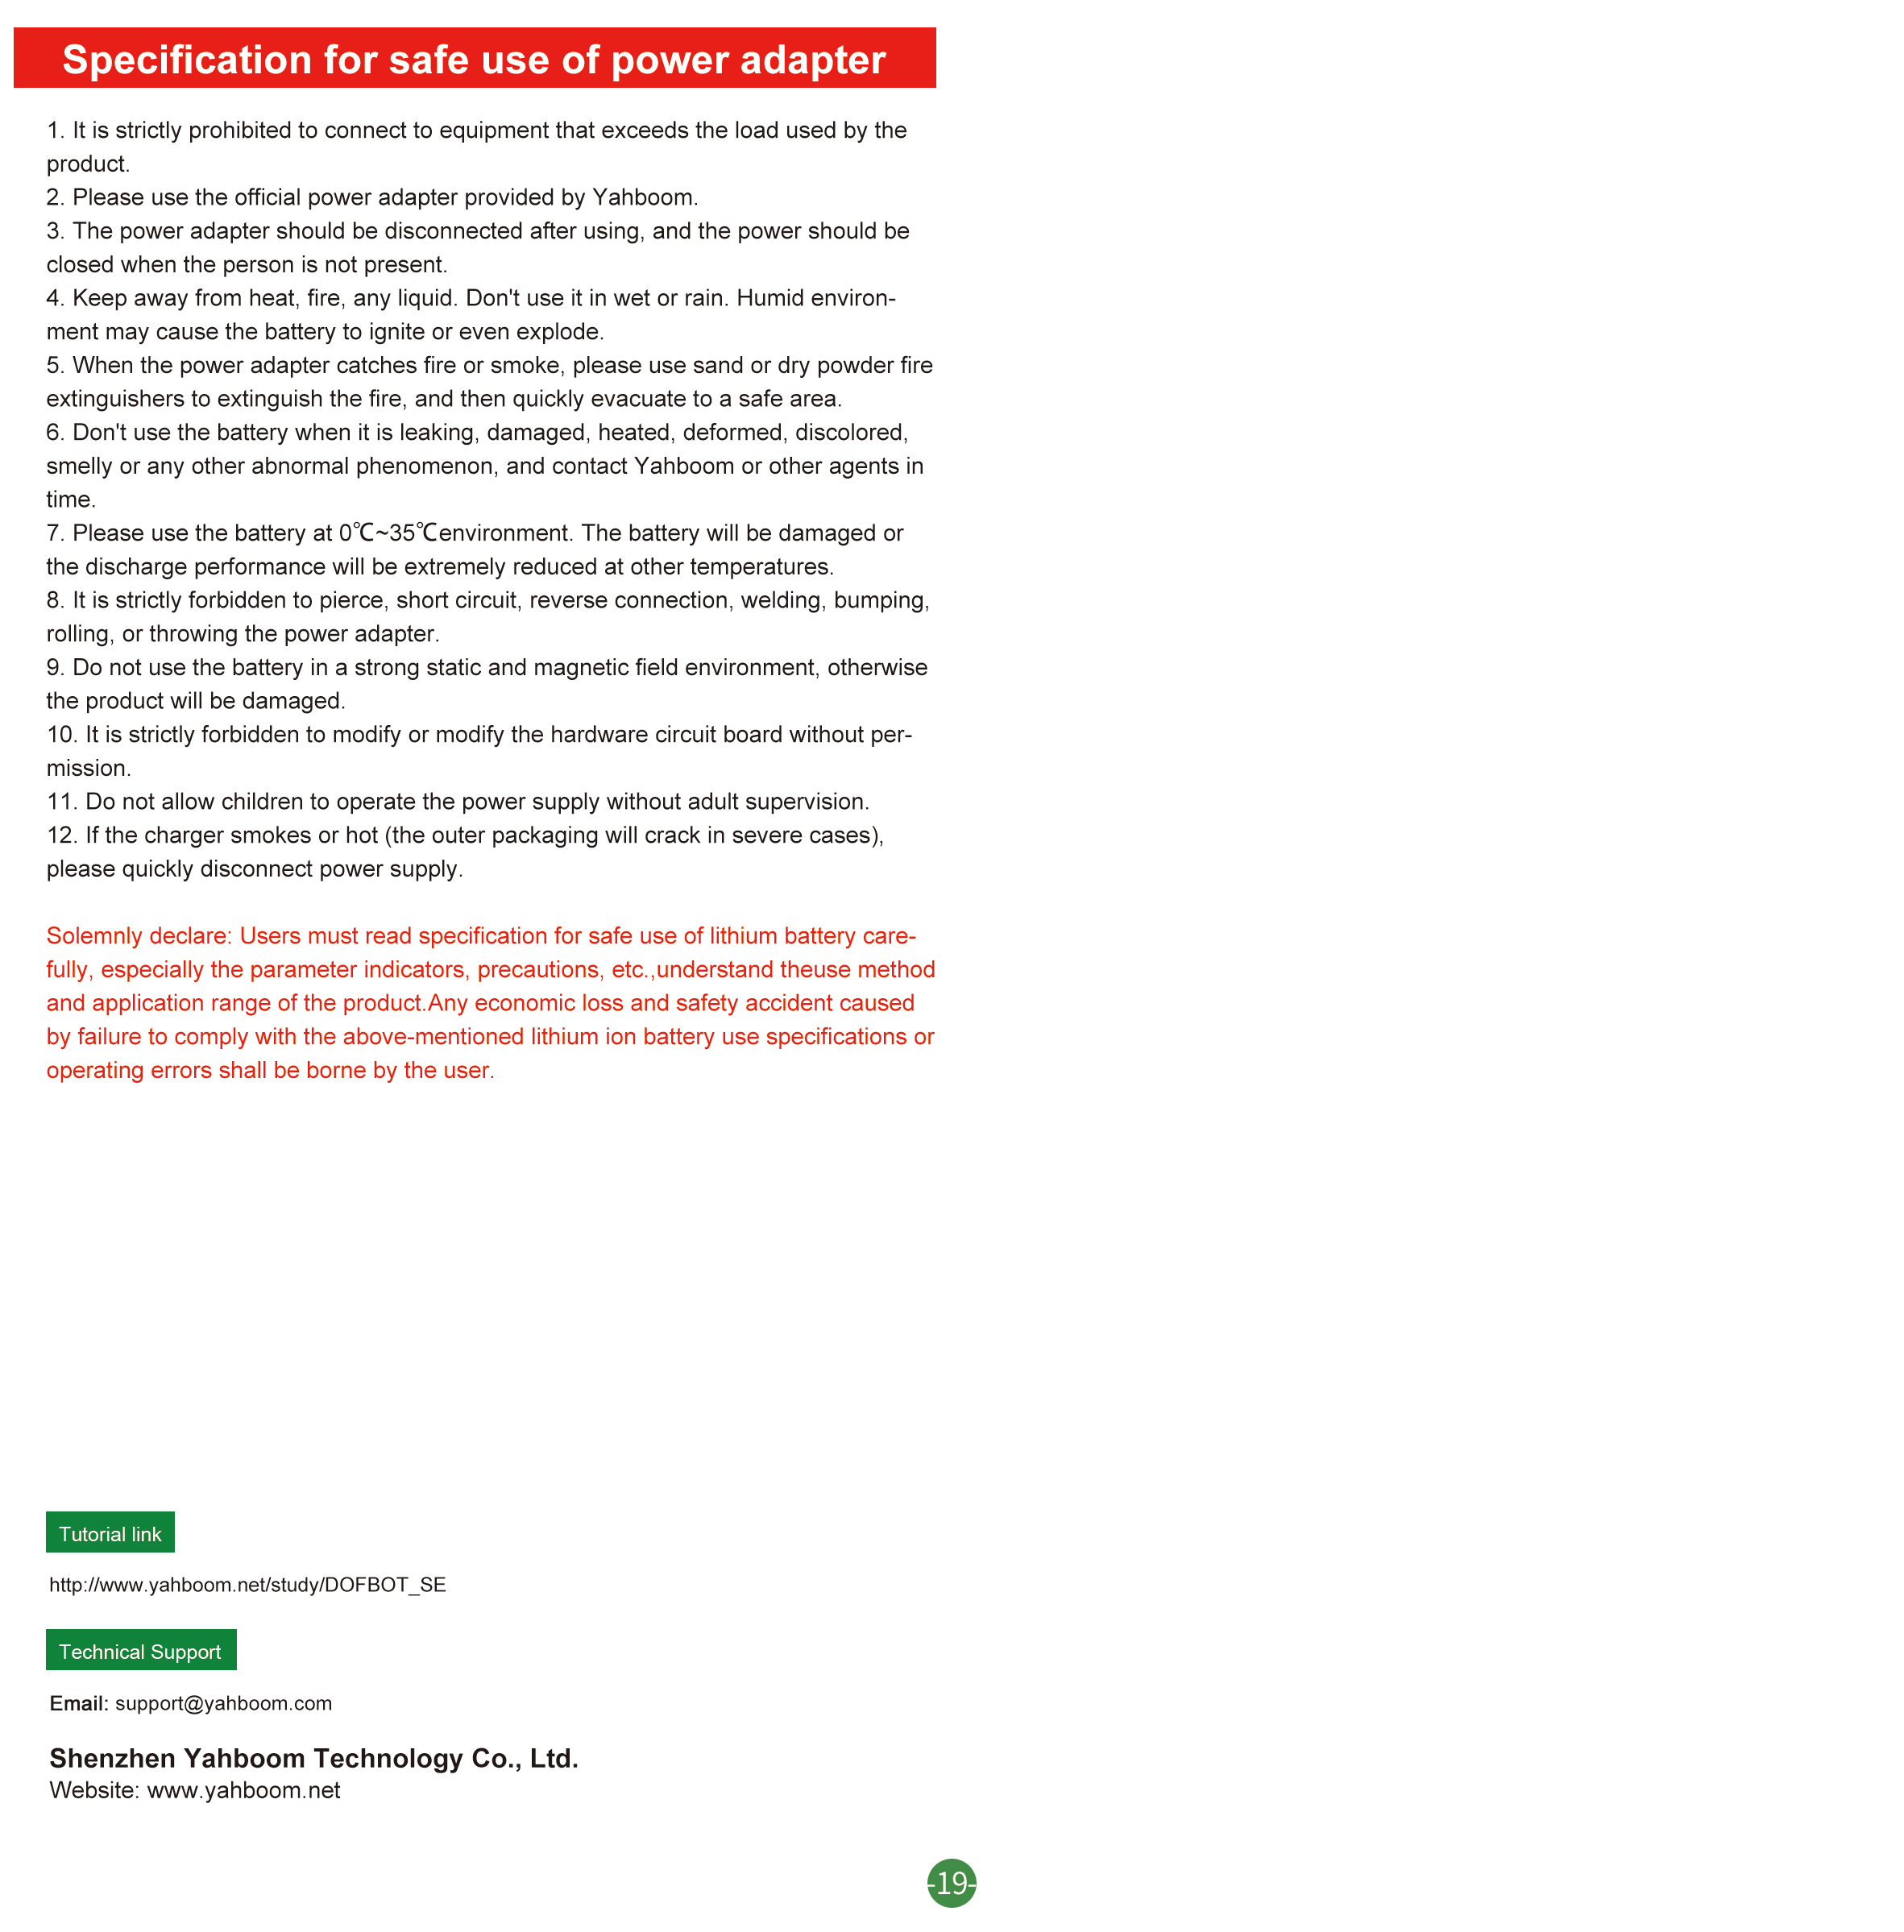 Specification for safe use of power adapter
1. It is strictly prohibited to connect to equipment that exceeds the load used by the
product.
2. Please use the official power adapter provided by Yahboom.
3. The power adapter should be disconnected after using, and the power should be
closed when the person is not present.
4. Keep away from heat, fire, any liquid. Don't use it in wet or rain. Humid environ-
ment may cause the battery to ignite or even explode.
5. When the power adapter catches fire or smoke, please use sand or dry powder fire
extinguishers to extinguish the fire, and then quickly evacuate to a safe area.
6. Don't use the battery when it is leaking, damaged, heated, deformed, discolored,
smelly or any other abnormal phenomenon, and contact Yahboom or other agents in
time.
7. Please use the battery at 0℃~35℃environment. The battery will be damaged or
the discharge performance will be extremely reduced at other temperatures.
8. It is strictly forbidden to pierce, short circuit, reverse connection, welding, bumping,
rolling, or throwing the power adapter.
9. Do not use the battery in a strong static and magnetic field environment, otherwise
the product will be damaged.
10. It is strictly forbidden to modify or modify the hardware circuit board without per-
mission.
11. Do not allow children to operate the power supply without adult supervision.
12. If the charger smokes or hot (the outer packaging will crack in severe cases),
please quickly disconnect power supply.
Solemnly declare: Users must read specification for safe use of lithium battery care-
fully, especially the parameter indicators, precautions, etc.,understand theuse method
and application range of the product.Any economic loss and safety accident caused
by failure to comply with the above-mentioned lithium ion battery use specifications or
operating errors shall be borne by the user.
Tutorial link
http://www.yahboom.net/study/DOFBOT_SE
Technical Support
Email: support@yahboom.com
Shenzhen Yahboom Technology Co., Ltd.
Website: www.yahboom.net
-19-